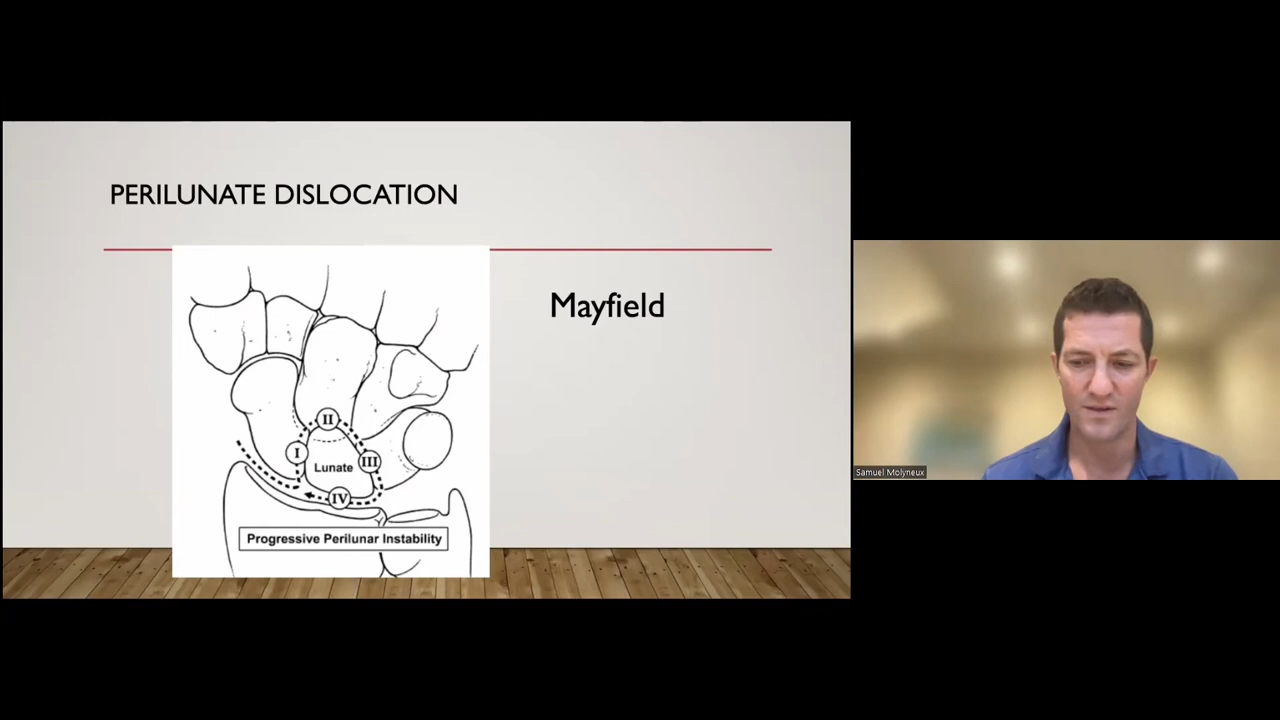 PERILUNATE DISLOCATION
Mayfield
II
I
III
Lunate
IV
Progressive Perilunar Instability
Samuel Molyneux